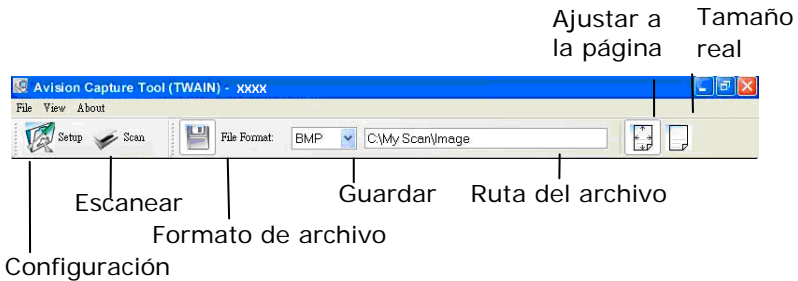 Ajustar a
la página
Tamaño
real
Avision Capture Tool (TWAIN) - xxxx
File View About
Setup Scan File Format: BMP C:\My Scan\Image
Escanear
Guardar
Ruta del archivo
Formato de archivo
Configuración